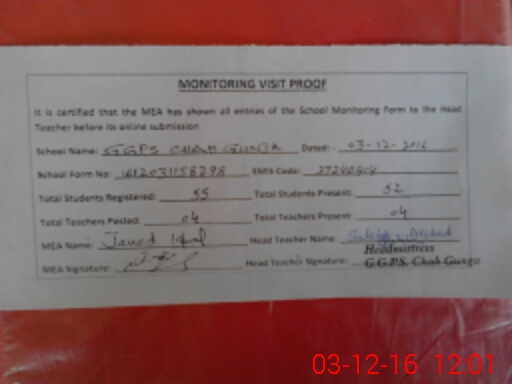 MONITORING VISIT PROOF
It is certified that the MEA has shown all entries of the School Monitoring Form to the Head
Teacher before its online submission
School Name: GGPS CHAH GUNJA Dated: - 03-12-2016
School Form No EMIS Code:
Total Students Registered: 55 Total Students Present: 52
Total Teachers Posted: 04 Total Teachers Present: 04
MEA Name: Javed Iqbal Head Teacher Name:
MEA Signature Head Teacher Signature:
Headmistress
G.G.P.S. Chah Gungo
03-12-16 12:01